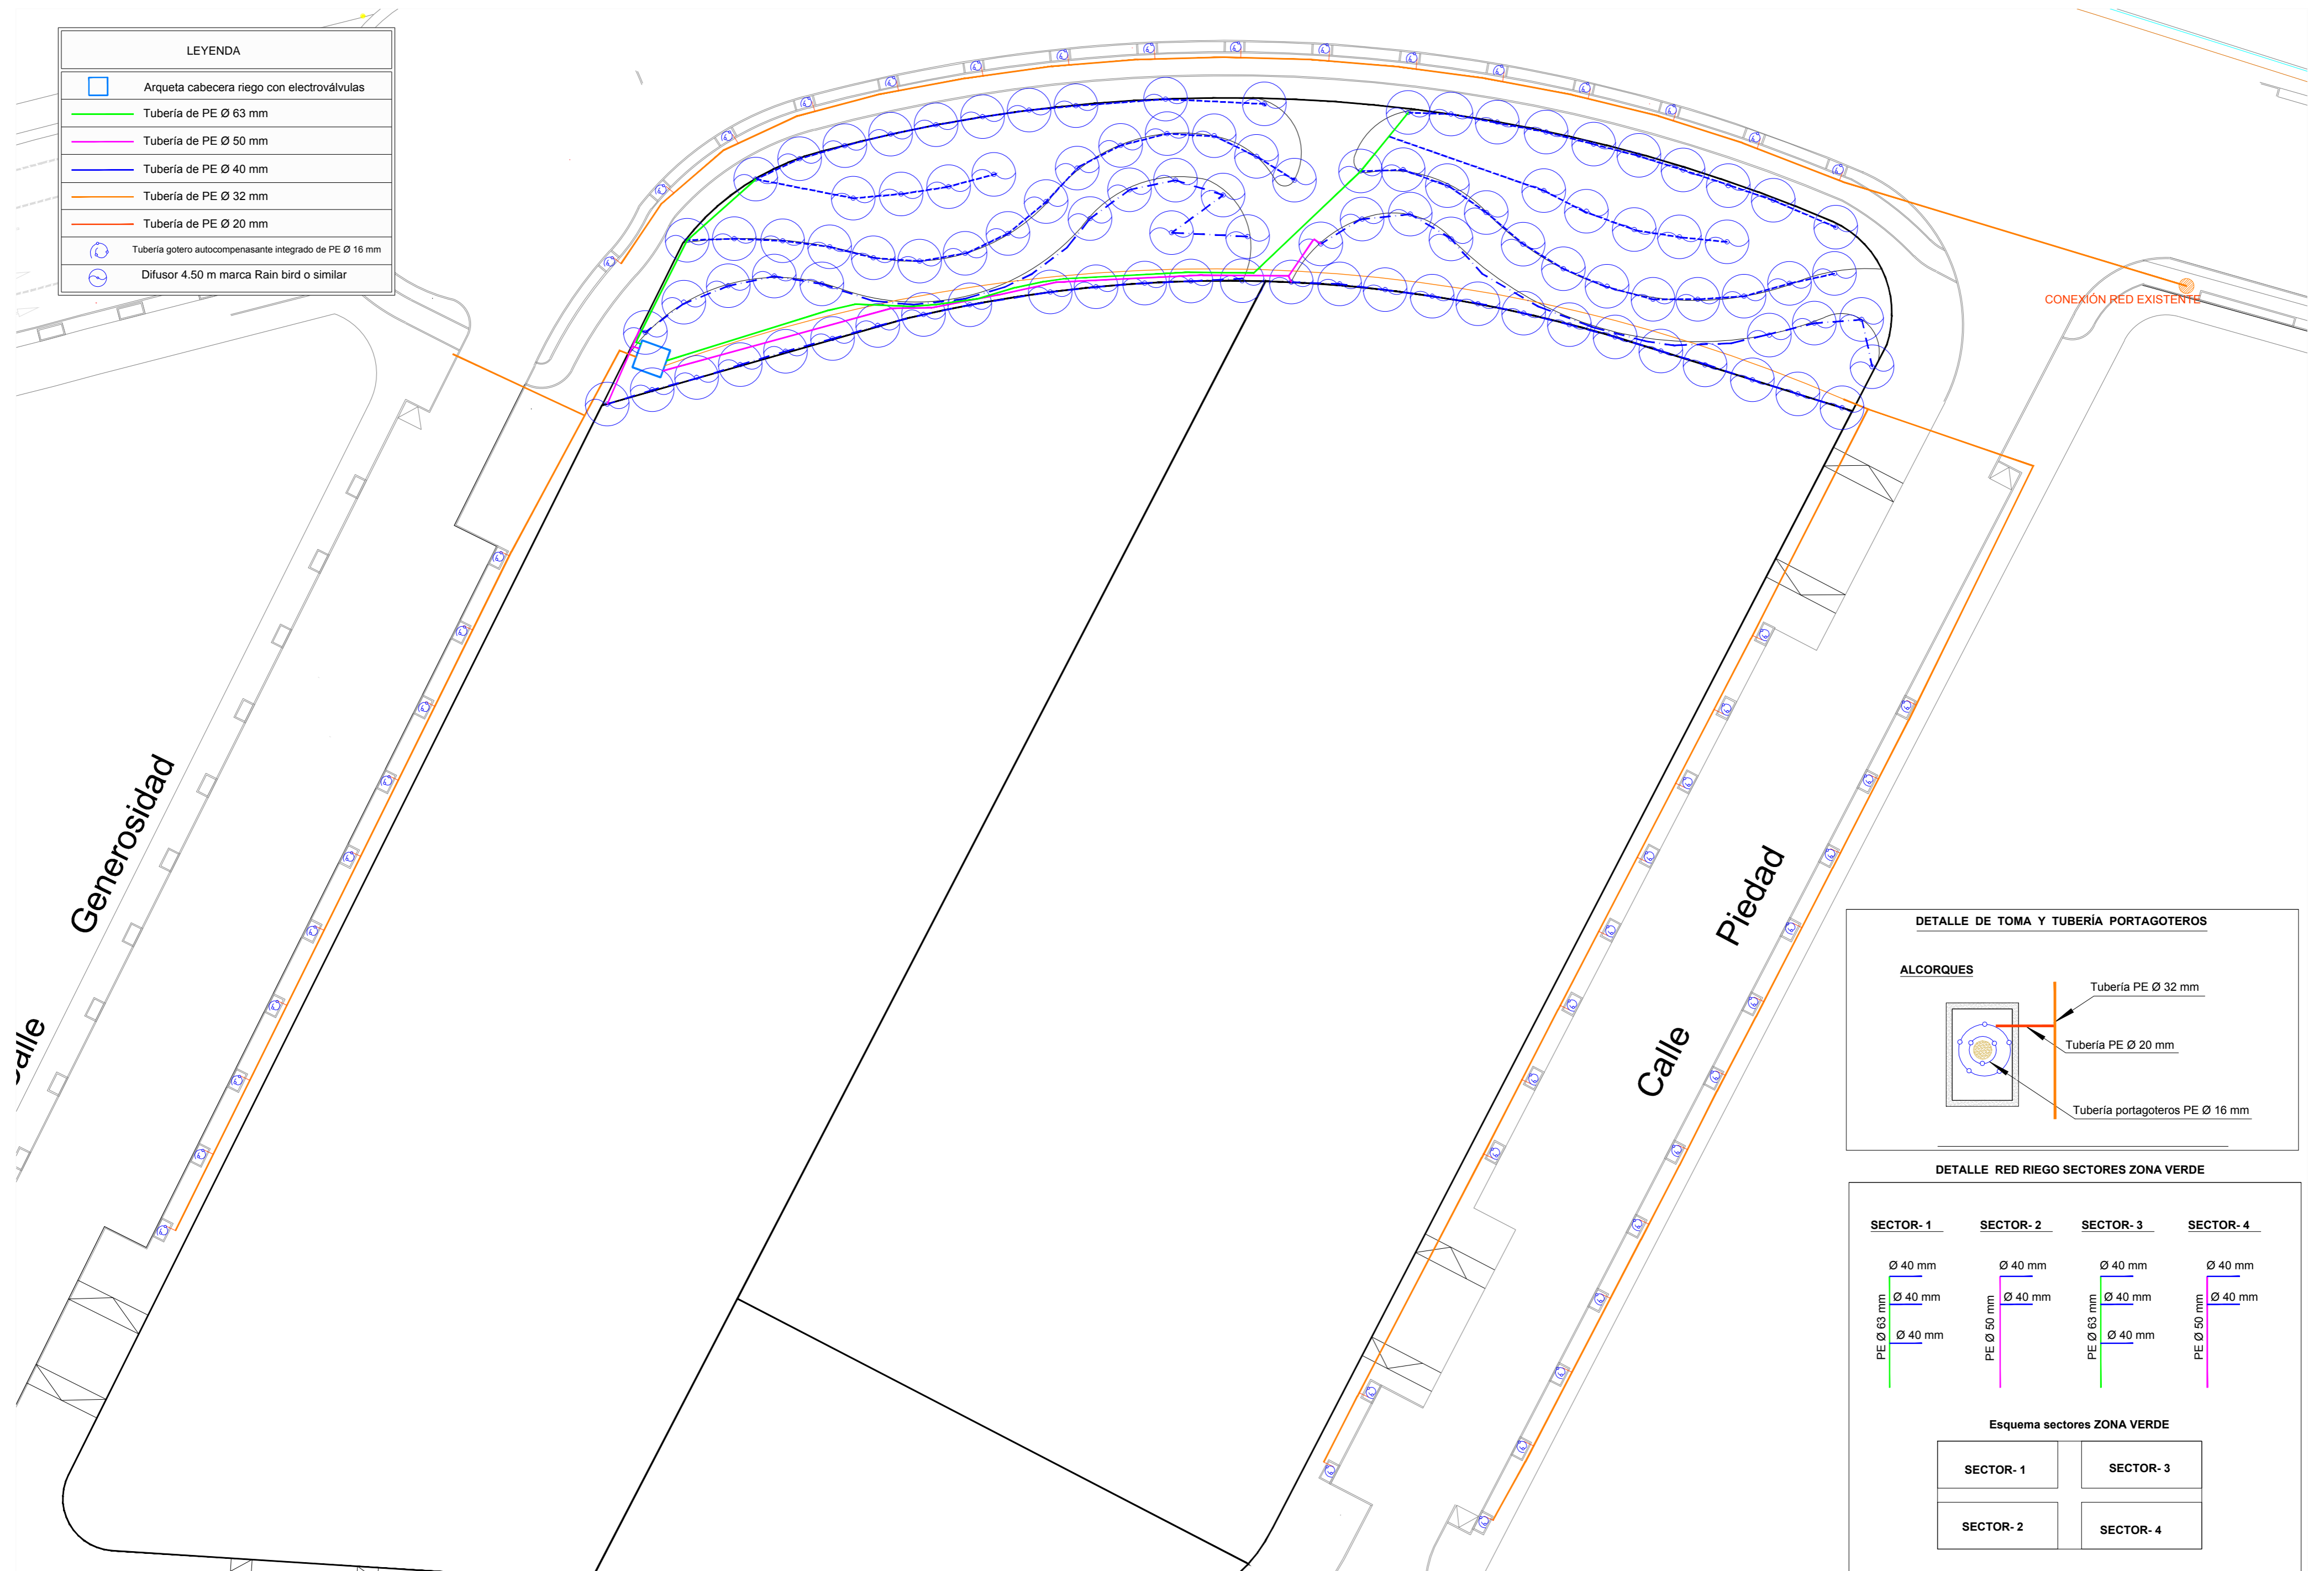 LEYENDA
Arqueta cabecera riego con electroválvulas
Tubería de PE Ø 63 mm
Tubería de PE Ø 50 mm
Tubería de PE Ø 40 mm
Tubería de PE Ø 32 mm
Tubería de PE Ø 20 mm
Tubería gotero autocompenasante integrado de PE Ø 16 mm
Difusor 4.50 m marca Rain bird o similar
CONEXIÓN RED EXISTENTE
Generosidad
Calle
Piedad
Calle
DETALLE DE TOMA Y TUBERÍA PORTAGOTEROS
ALCORQUES
Tubería PE Ø 32 mm
Tubería PE Ø 20 mm
Tubería portagoteros PE Ø 16 mm
DETALLE RED RIEGO SECTORES ZONA VERDE
SECTOR- 1
SECTOR- 2
SECTOR- 3
SECTOR- 4
Ø 40 mm
Ø 40 mm
Ø 40 mm
PE Ø 63 mm
Ø 40 mm
Ø 40 mm
PE Ø 50 mm
Ø 40 mm
Ø 40 mm
Ø 40 mm
PE Ø 63 mm
Ø 40 mm
Ø 40 mm
PE Ø 50 mm
Esquema sectores ZONA VERDE
SECTOR- 1
SECTOR- 3
SECTOR- 2
SECTOR- 4